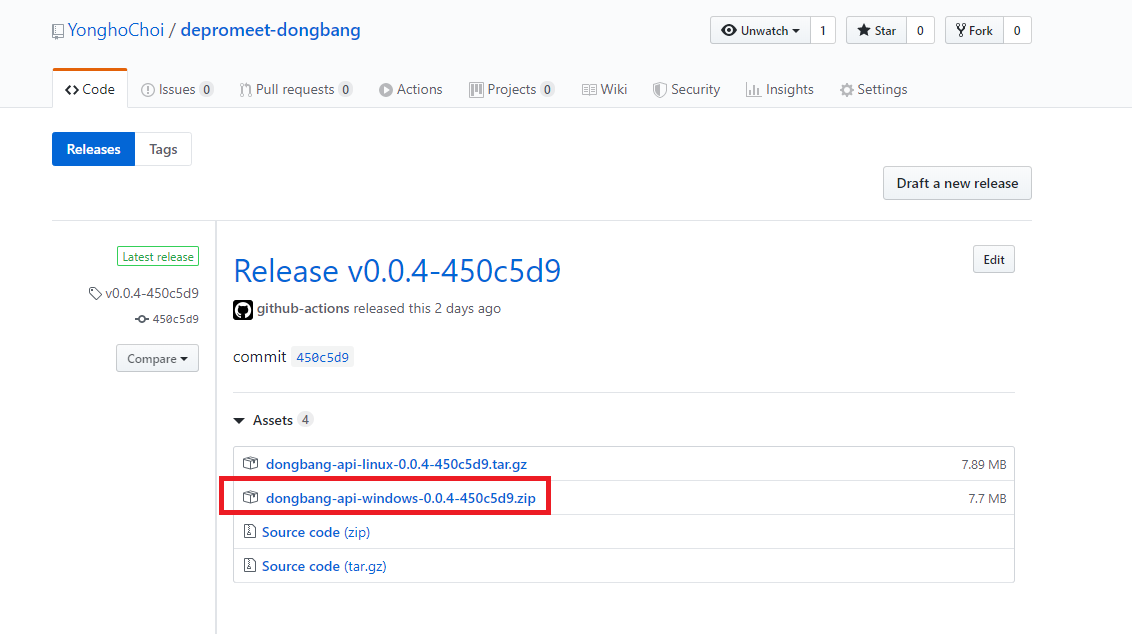 YonghoChoi / depromeet-dongbang
Unwatch 1 Star 0 Fork 0
Code Issues 0 Pull requests 0 Actions Projects 0 Wiki Security Insights Settings
Releases Tags
Draft a new release
Latest release
v0.0.4-450c5d9
450c5d9
Compare
Release v0.0.4-450c5d9
Edit
github-actions released this 2 days ago
commit 450c5d9
Assets 4
dongbang-api-linux-0.0.4-450c5d9.tar.gz 7.89 MB
dongbang-api-windows-0.0.4-450c5d9.zip 7.7 MB
Source code (zip)
Source code (tar.gz)